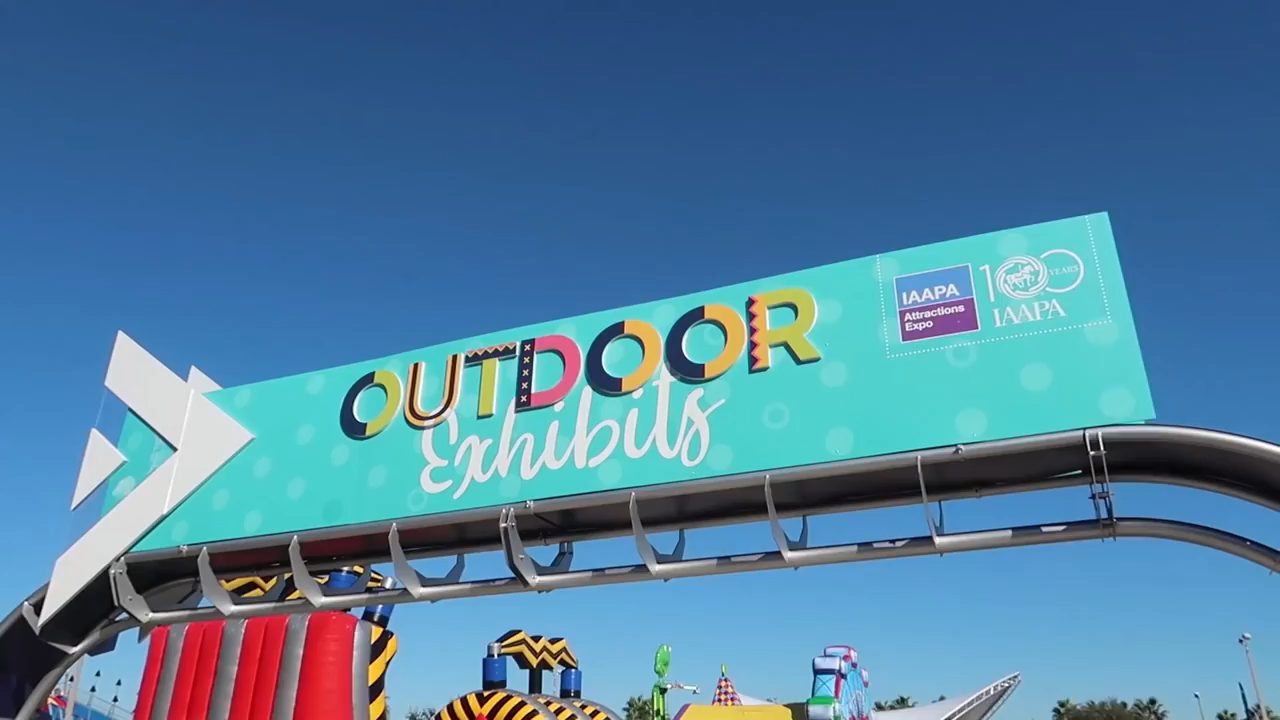 OUTDOOR
Exhibits
IAAPA
Attractions
Expo
100
YEARS
IAAPA